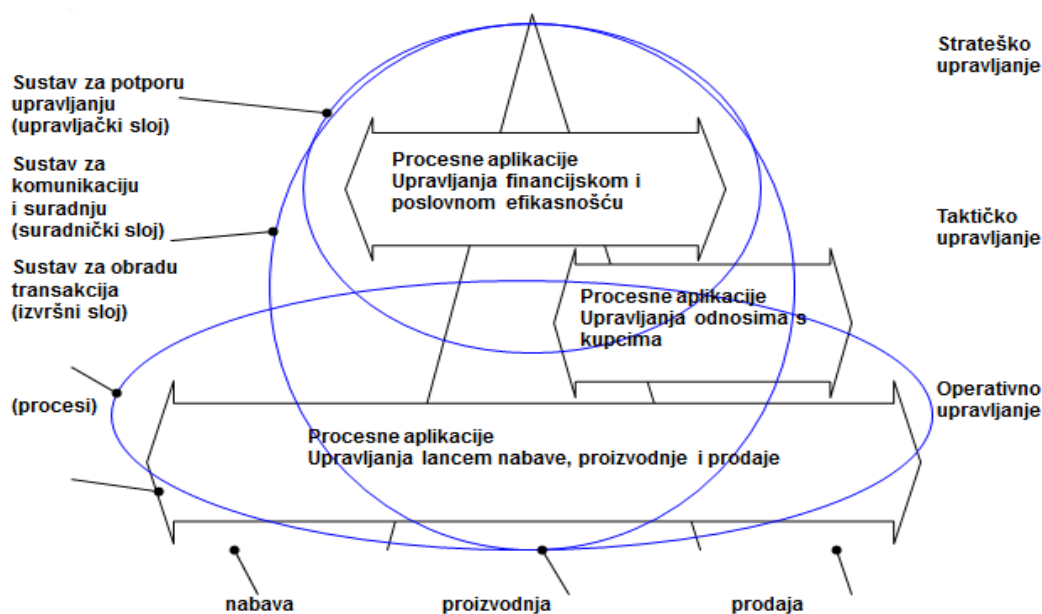 Strateško
upravljanje
Sustav za potporu
upravljanju
(upravljački sloj)
Procesne aplikacije
Upravljanja financijskom i
poslovnom efikasnošću
Sustav za
komunikaciju
i suradnju
(suradnički sloj)
Taktičko
upravljanje
Sustav za obradu
transakcija
(izvršni sloj)
Procesne aplikacije
Upravljanja odnosima s
kupcima
(procesi)
Operativno
upravljanje
Procesne aplikacije
Upravljanja lancem nabave, proizvodnje i prodaje
nabava
proizvodnja
prodaja